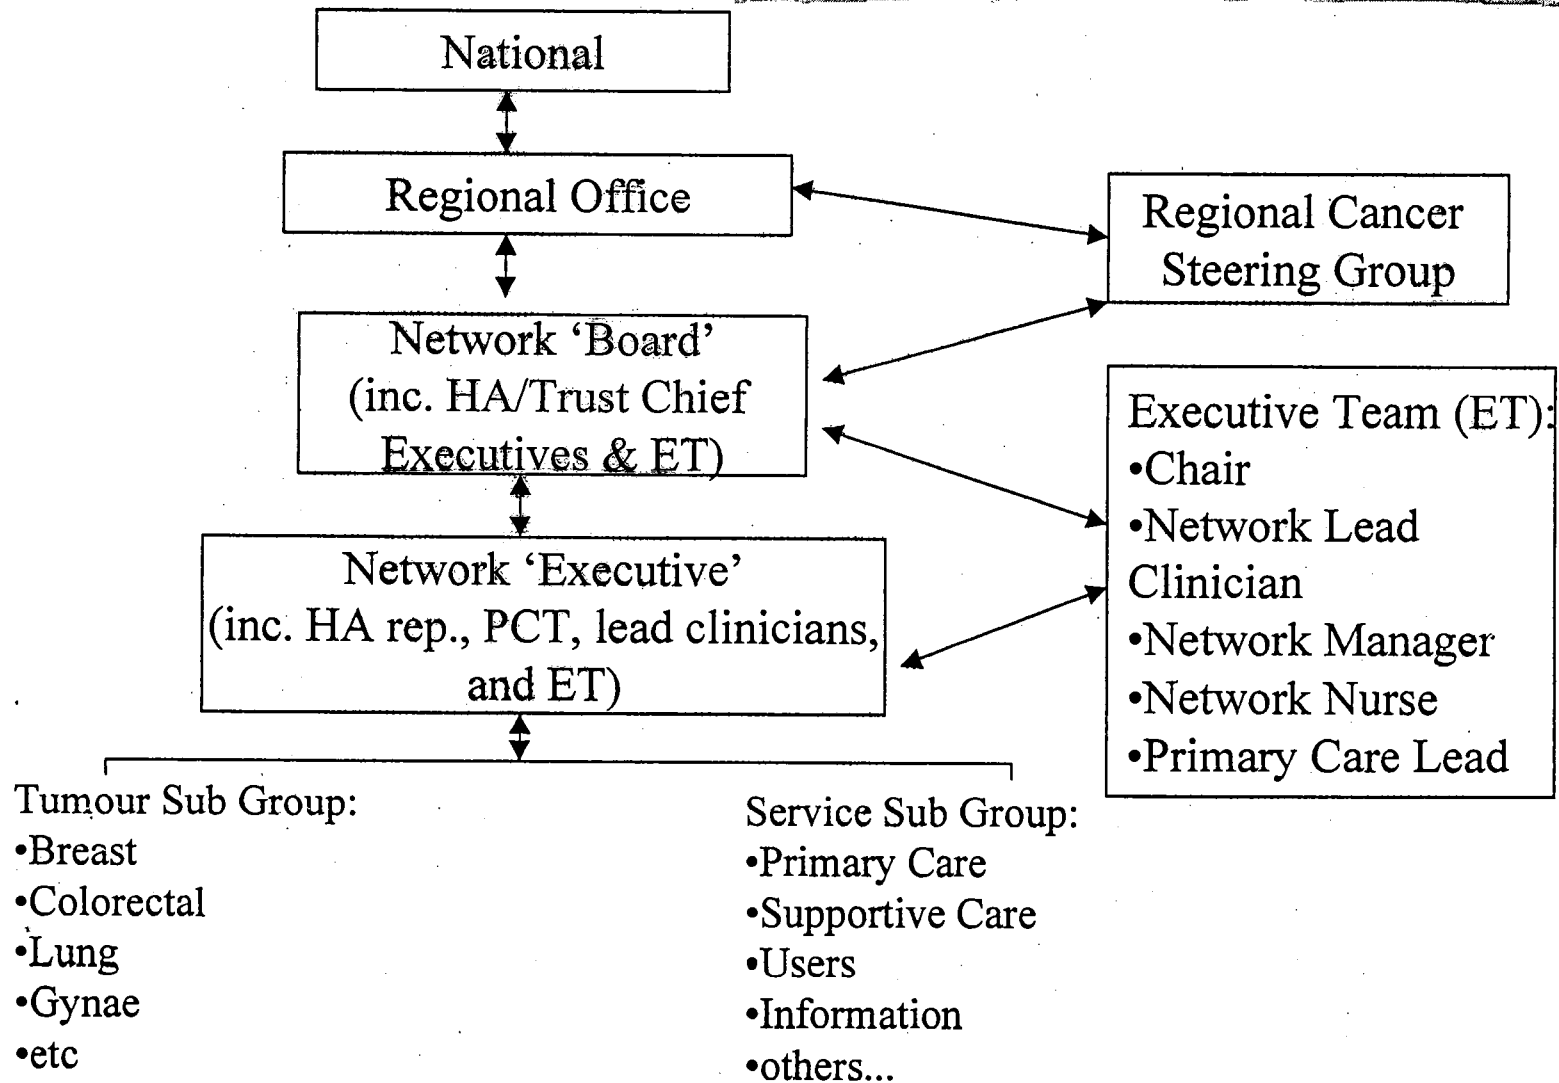 National
Regional Office
Regional Cancer
Steering Group
Network ‘Board’
(inc. HA/Trust Chief
Executives & ET)
Executive Team (ET):
•Chair
•Network Lead
Clinician
•Network Manager
•Network Nurse
•Primary Care Lead
Network ‘Executive’
(inc. HA rep., PCT, lead clinicians,
and ET)
Tumour Sub Group:
•Breast
•Colorectal
•Lung
•Gynae
•etc
Service Sub Group:
•Primary Care
•Supportive Care
•Users
•Information
•others...